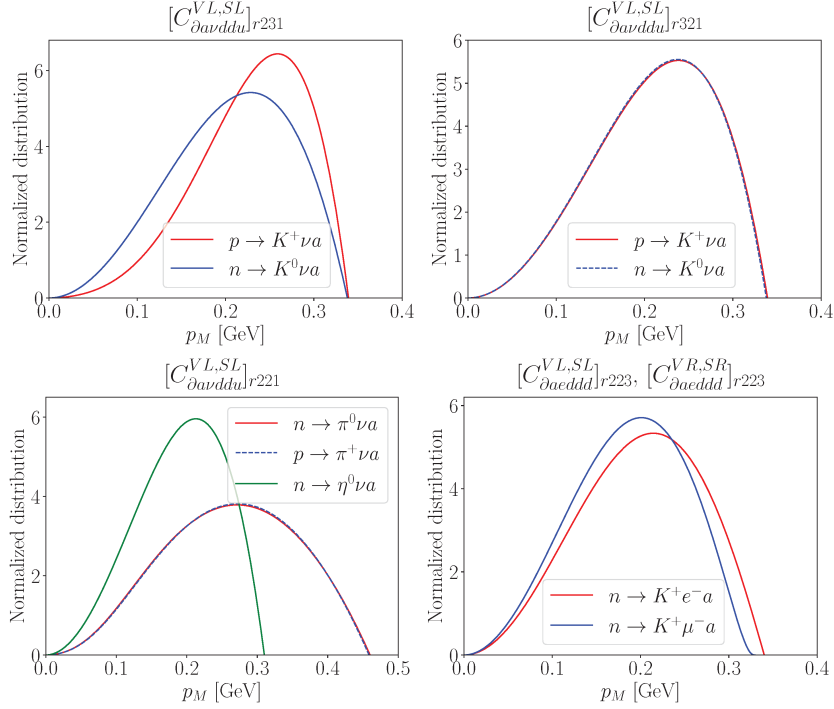 [C^{VL,SL}_{∂aνddu}]_{r231}
Normalized distribution
6
4
2
0
p → K⁺νa
n → K⁰νa
0.0 0.1 0.2 0.3 0.4
p_M [GeV]
[C^{VL,SL}_{∂aνddu}]_{r321}
Normalized distribution
6
5
4
3
2
1
0
p → K⁺νa
n → K⁰νa
0.0 0.1 0.2 0.3 0.4
p_M [GeV]
[C^{VL,SL}_{∂aνddu}]_{r221}
Normalized distribution
6
4
2
0
n → π⁰νa
p → π⁺νa
n → η⁰νa
0.0 0.1 0.2 0.3 0.4 0.5
p_M [GeV]
[C^{VL,SL}_{∂aeddd}]_{r223}, [C^{VR,SR}_{∂aeddd}]_{r223}
Normalized distribution
6
4
2
0
n → K⁺e⁻a
n → K⁺μ⁻a
0.0 0.1 0.2 0.3 0.4
p_M [GeV]